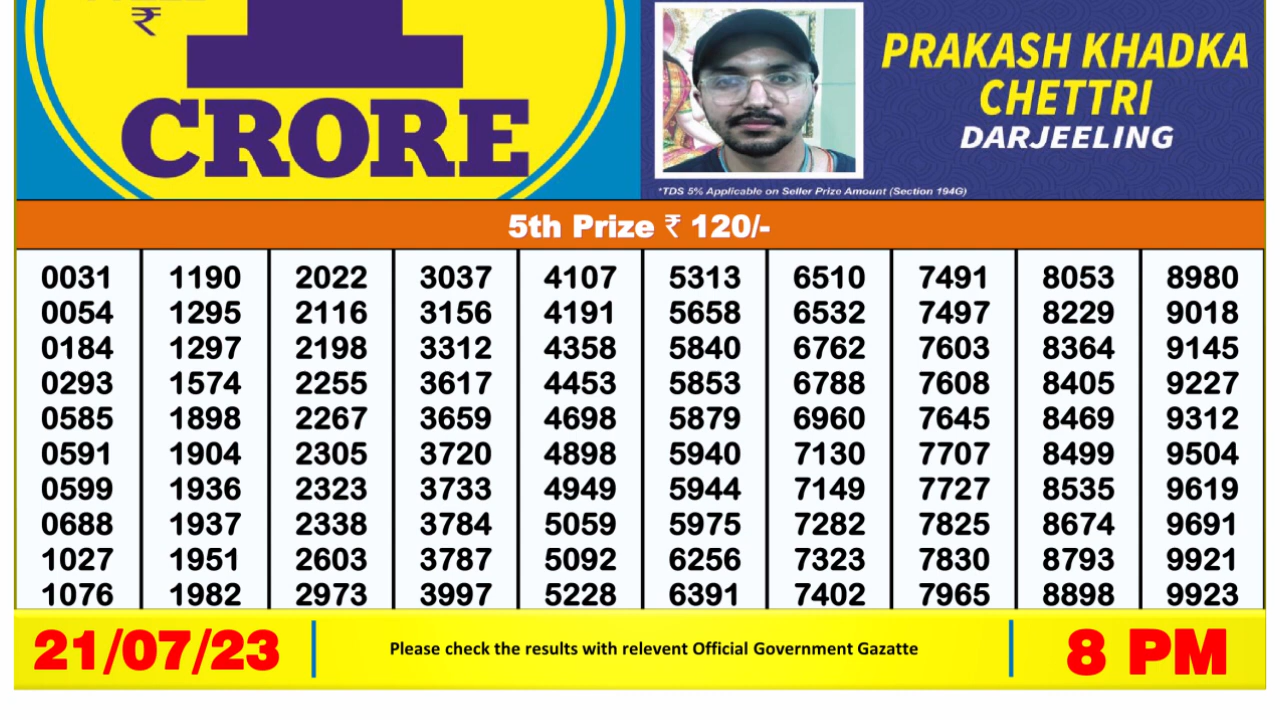 ₹
1
CRORE
PRAKASH KHADKA
CHETTRI
DARJEELING
*TDS 5% Applicable on Seller Prize Amount (Section 194G)
5th Prize ₹ 120/-
0031 1190 2022 3037 4107 5313 6510 7491 8053 8980
0054 1295 2116 3156 4191 5658 6532 7497 8229 9018
0184 1297 2198 3312 4358 5840 6762 7603 8364 9145
0293 1574 2255 3617 4453 5853 6788 7608 8405 9227
0585 1898 2267 3659 4698 5879 6960 7645 8469 9312
0591 1904 2305 3720 4898 5940 7130 7707 8499 9504
0599 1936 2323 3733 4949 5944 7149 7727 8535 9619
0688 1937 2338 3784 5059 5975 7282 7825 8674 9691
1027 1951 2603 3787 5092 6256 7323 7830 8793 9921
1076 1982 2973 3997 5228 6391 7402 7965 8898 9923
21/07/23
Please check the results with relevent Official Government Gazatte
8 PM